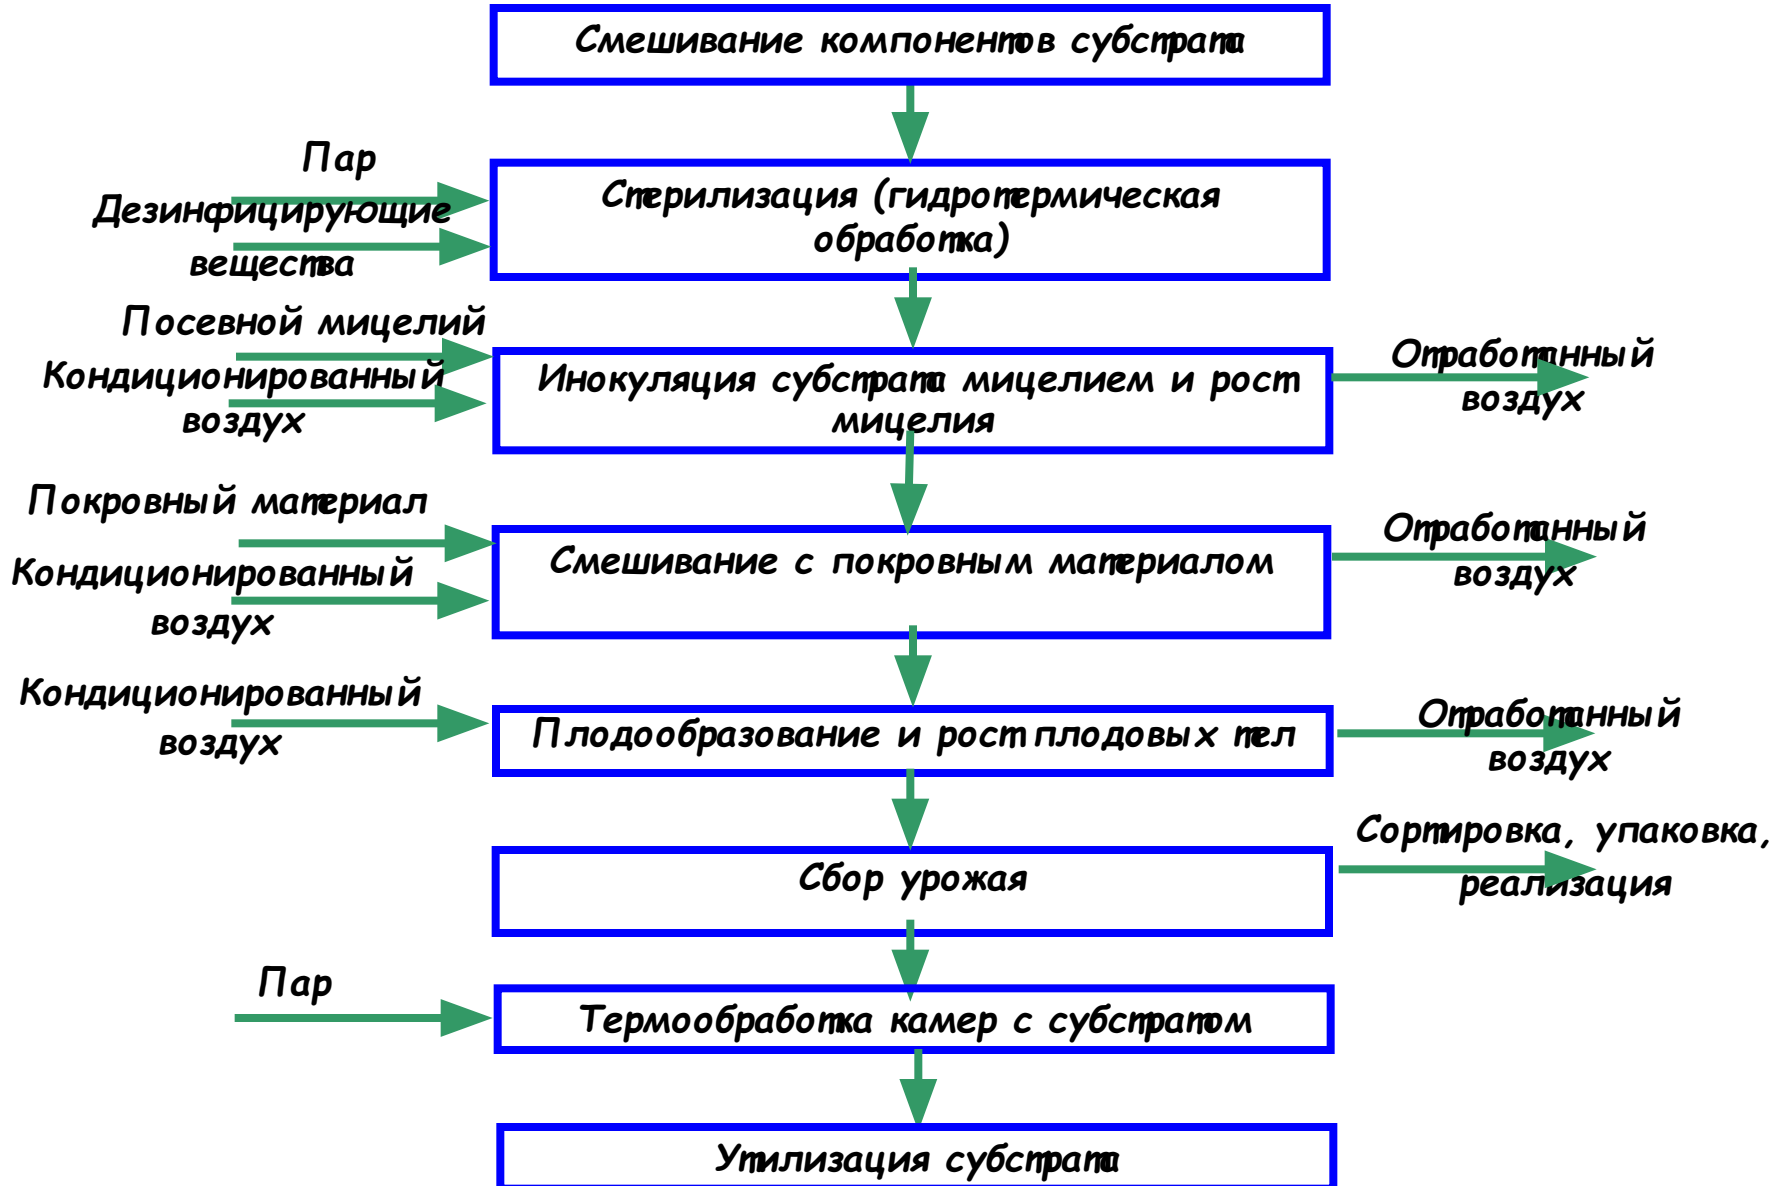 Смешивание компонентов субстрата
Пар
Дезинфицирующие
вещества
Стерилизация (гидротермическая
обработка)
Посевной мицелий
Кондиционированный
воздух
Инокуляция субстрата мицелием и рост
мицелия
Отработанный
воздух
Покровный материал
Кондиционированный
воздух
Смешивание с покровным материалом
Отработанный
воздух
Кондиционированный
воздух
Плодообразование и рост плодовых тел
Отработанный
воздух
Сбор урожая
Сортировка, упаковка,
реализация
Пар
Термообработка камер с субстратом
Утилизация субстрата